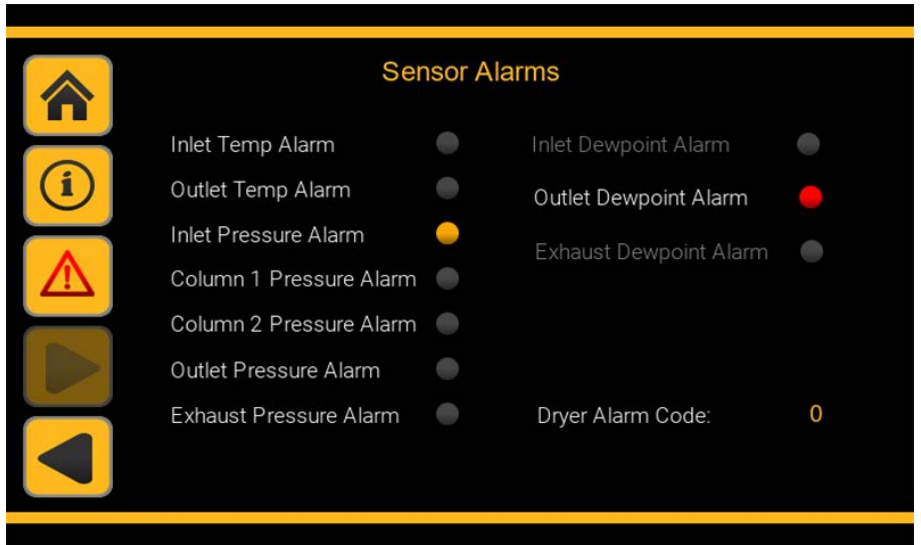 Sensor Alarms
Inlet Temp Alarm
Outlet Temp Alarm
Inlet Pressure Alarm
Column 1 Pressure Alarm
Column 2 Pressure Alarm
Outlet Pressure Alarm
Exhaust Pressure Alarm
Inlet Dewpoint Alarm
Outlet Dewpoint Alarm
Exhaust Dewpoint Alarm
Dryer Alarm Code: 0